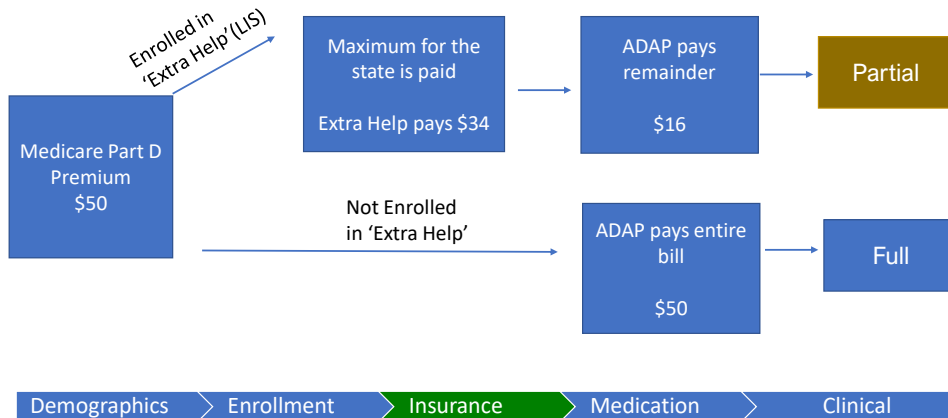 Medicare Part D
Premium
$50
Enrolled in
‘Extra Help’(LIS)
Maximum for the
state is paid
Extra Help pays $34
ADAP pays
remainder
$16
Partial
Not Enrolled
in ‘Extra Help’
ADAP pays entire
bill
$50
Full
Demographics
Enrollment
Insurance
Medication
Clinical